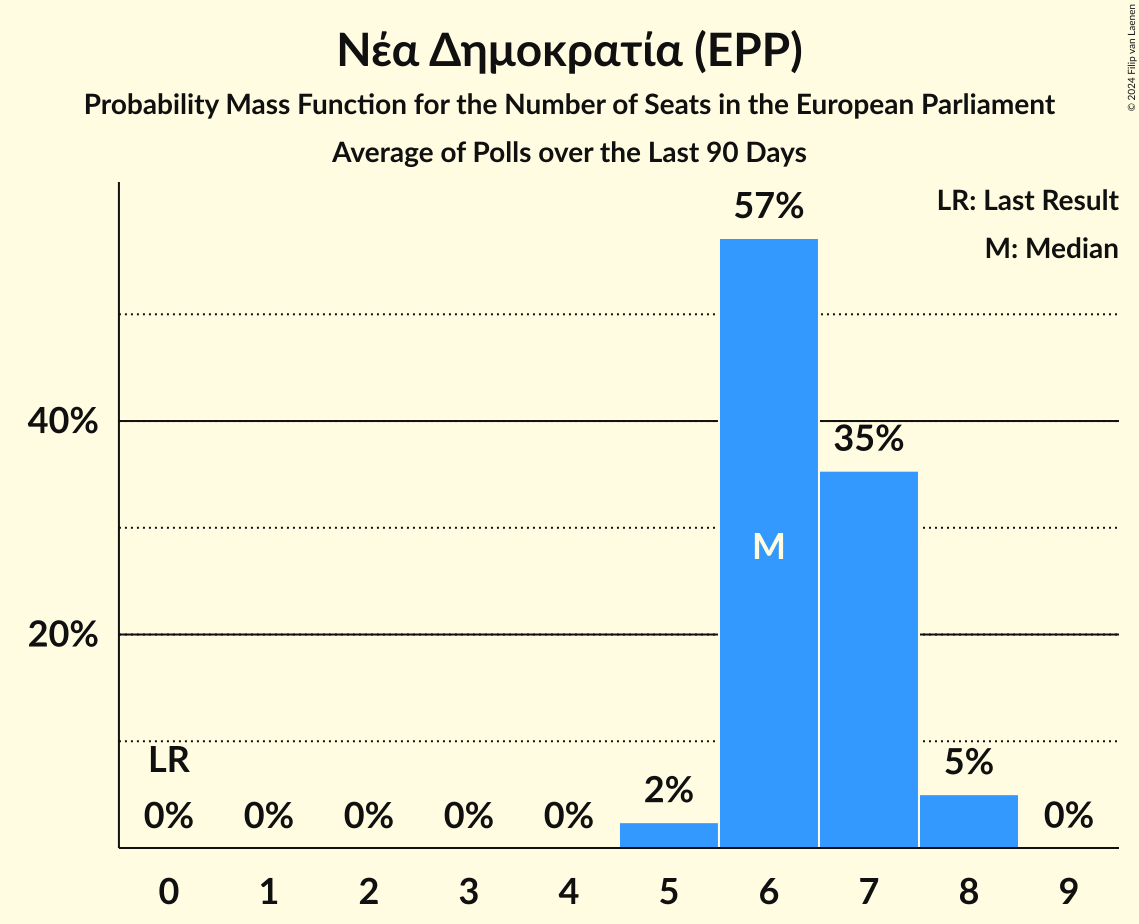 Νέα Δημοκρατία (EPP)
Probability Mass Function for the Number of Seats in the European Parliament
Average of Polls over the Last 90 Days
© 2024 Filip van Laenen
LR: Last Result
M: Median
57%
40%
35%
M
20%
LR
0% 0% 0% 0% 0% 2% 5% 0%
0 1 2 3 4 5 6 7 8 9